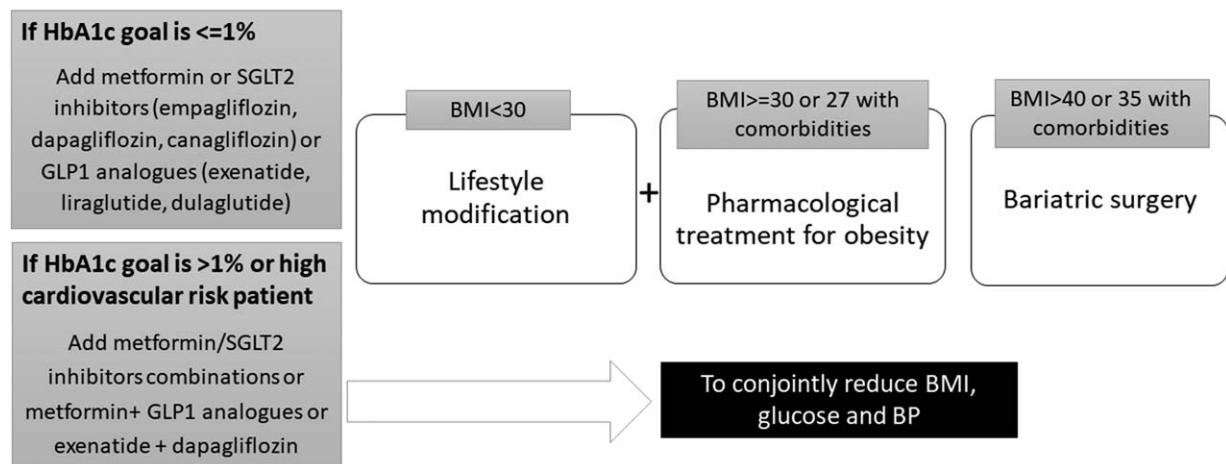 If HbA1c goal is <=1%
Add metformin or SGLT2
inhibitors (empagliflozin,
dapagliflozin, canagliflozin) or
GLP1 analogues (exenatide,
liraglutide, dulaglutide)
If HbA1c goal is >1% or high
cardiovascular risk patient
Add metformin/SGLT2
inhibitors combinations or
metformin+ GLP1 analogues or
exenatide + dapagliflozin
BMI<30
Lifestyle
modification
+
BMI>=30 or 27 with
comorbidities
Pharmacological
treatment for obesity
BMI>40 or 35 with
comorbidities
Bariatric surgery
To conjointly reduce BMI,
glucose and BP